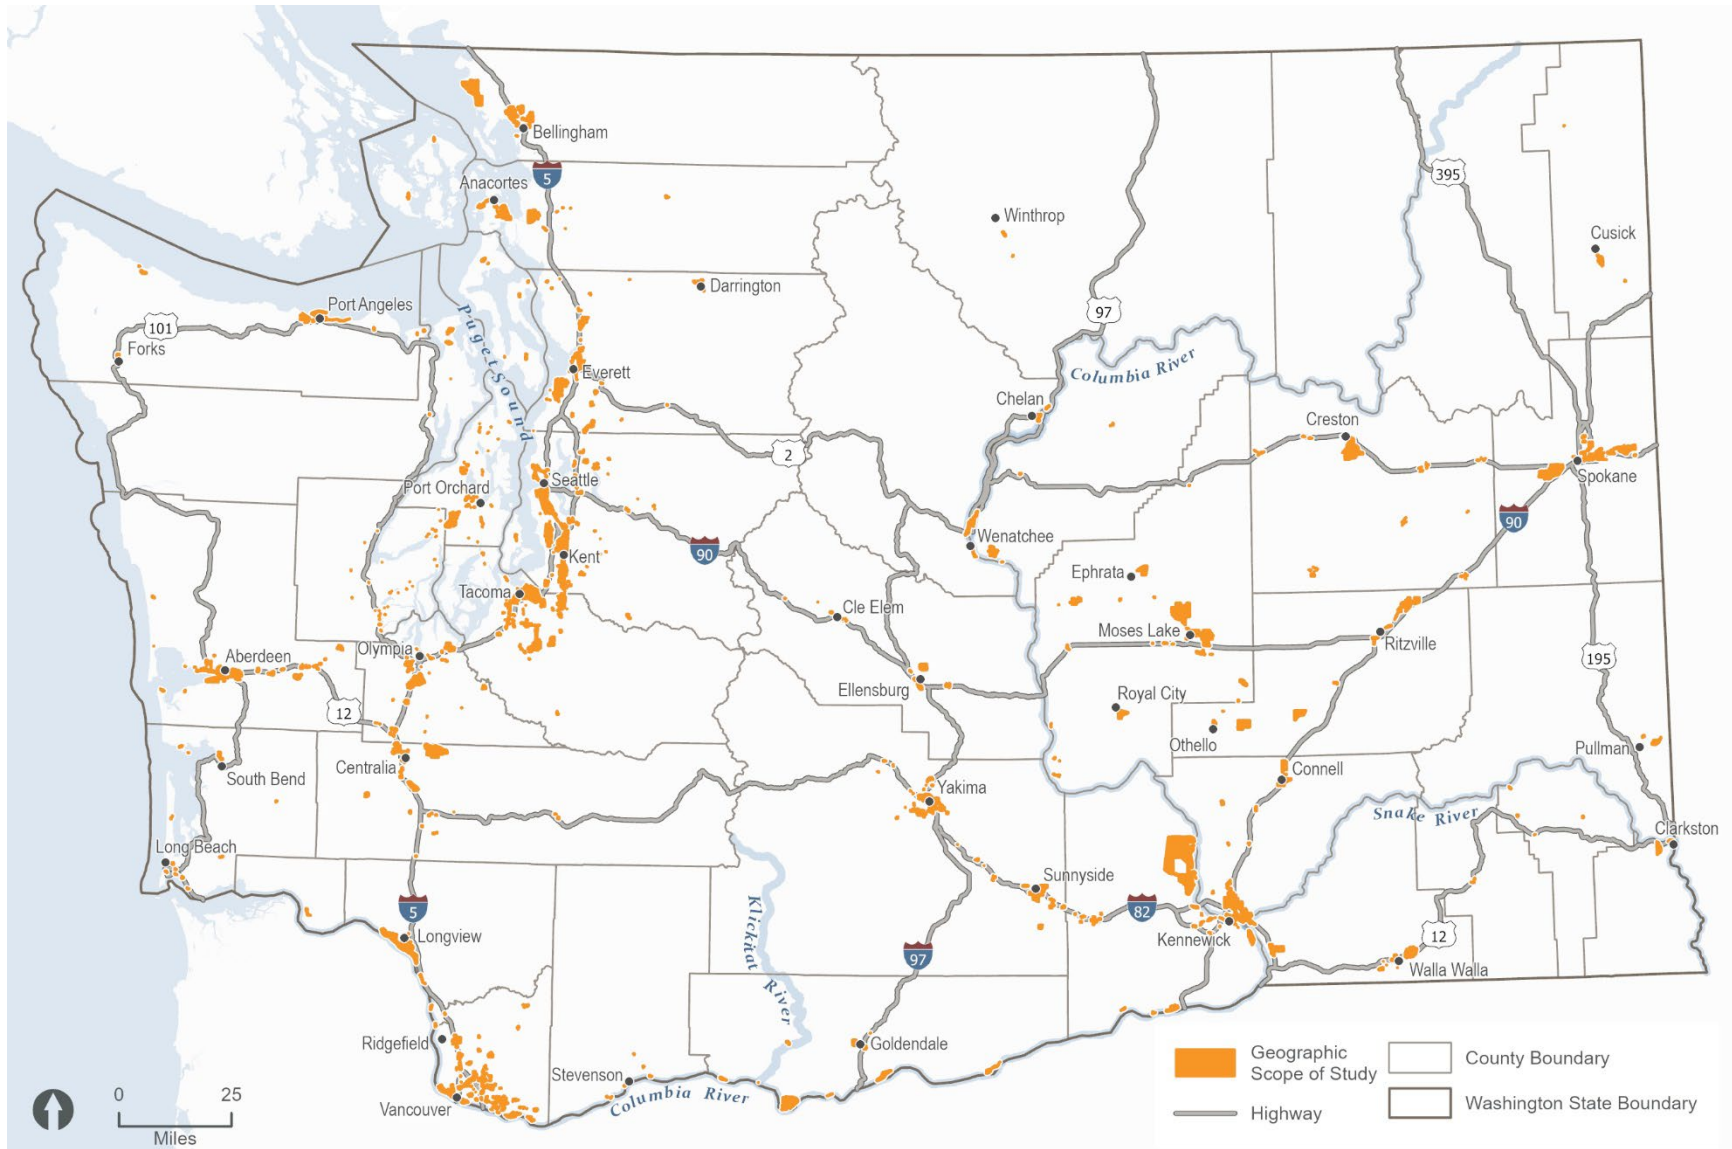 Bellingham
Anacortes
5
395
Winthrop
Cusick
Darrington
Port Angeles
101
97
Forks
Puget Sound
Everett
Columbia River
Chelan
Creston
2
Seattle
Port Orchard
Spokane
90
Wenatchee
90
Kent
Ephrata
Tacoma
Cle Elem
Moses Lake
Ritzville
Olympia
Aberdeen
195
Ellensburg
Royal City
12
Othello
Pullman
Centralia
South Bend
Connell
Yakima
Snake River
Clarkston
Long Beach
Sunnyside
5
82
Klickitat River
Longview
Kennewick
12
97
Walla Walla
Ridgefield
Goldendale
Stevenson
Columbia River
Vancouver
0 25
Miles
Geographic
Scope of Study
Highway
County Boundary
Washington State Boundary